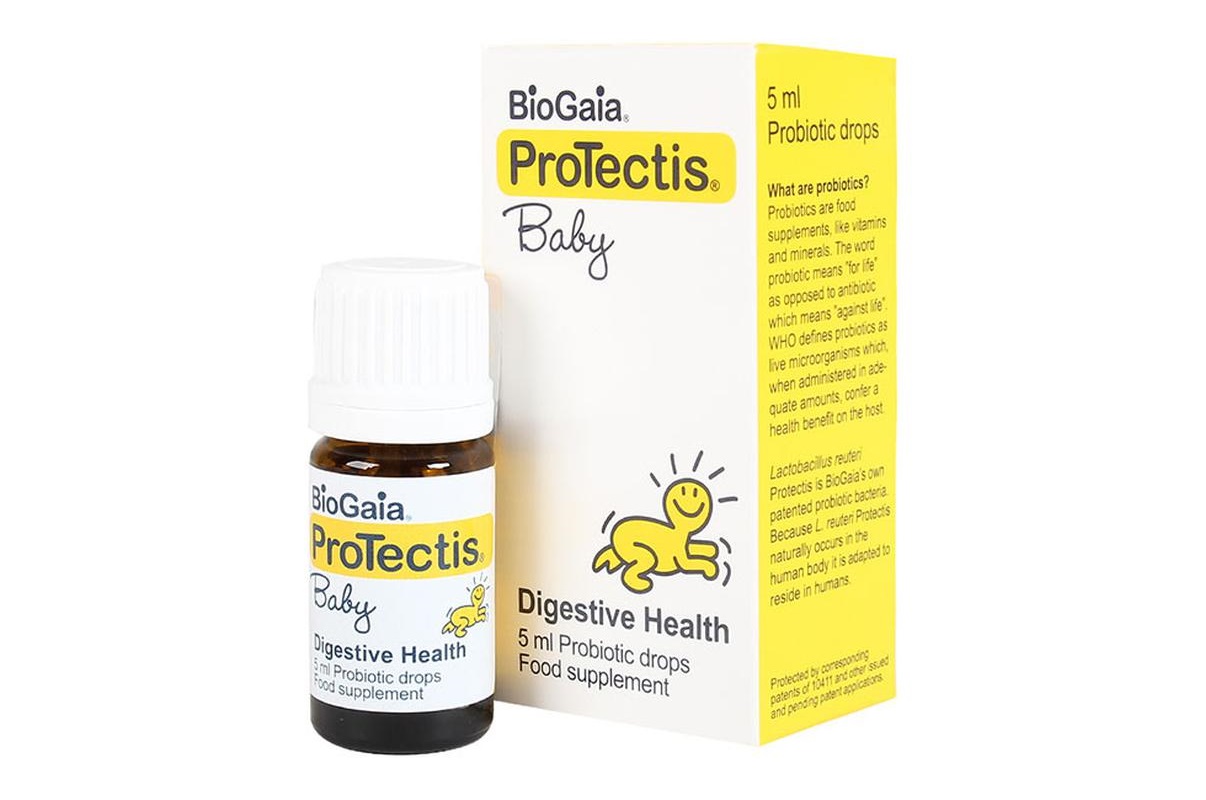 BioGaia®
ProTectis®
Baby
Digestive Health
5 ml Probiotic drops
Food supplement
5 ml
Probiotic drops
What are probiotics?
Probiotics are food
supplements, like vitamins
and minerals. The word
probiotic means "for life"
as opposed to antibiotic
which means "against life".
WHO defines probiotics as
live microorganisms which,
when administered in ade-
quate amounts, confer a
health benefit on the host.
Lactobacillus reuteri
Protectis is BioGaia's own
patented probiotic bacteria.
Because L. reuteri Protectis
naturally occurs in the
human body it is adapted to
reside in humans.
Protected by corresponding
patents of 10411 and other issued
and pending patent applications.
BioGaia®
ProTectis®
Baby
Digestive Health
5 ml Probiotic drops
Food supplement